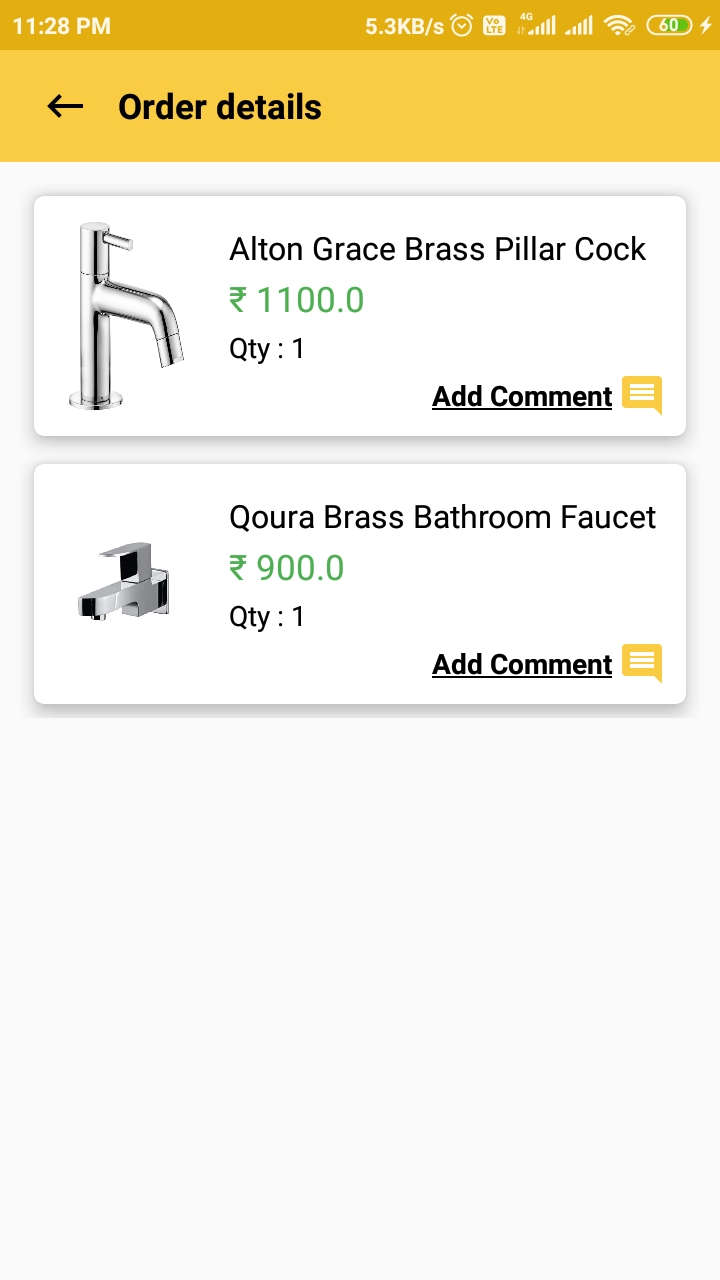 11:28 PM 5.3KB/s Vo LTE 4G 60
Order details
Alton Grace Brass Pillar Cock
₹ 1100.0
Qty : 1
Add Comment
Qoura Brass Bathroom Faucet
₹ 900.0
Qty : 1
Add Comment